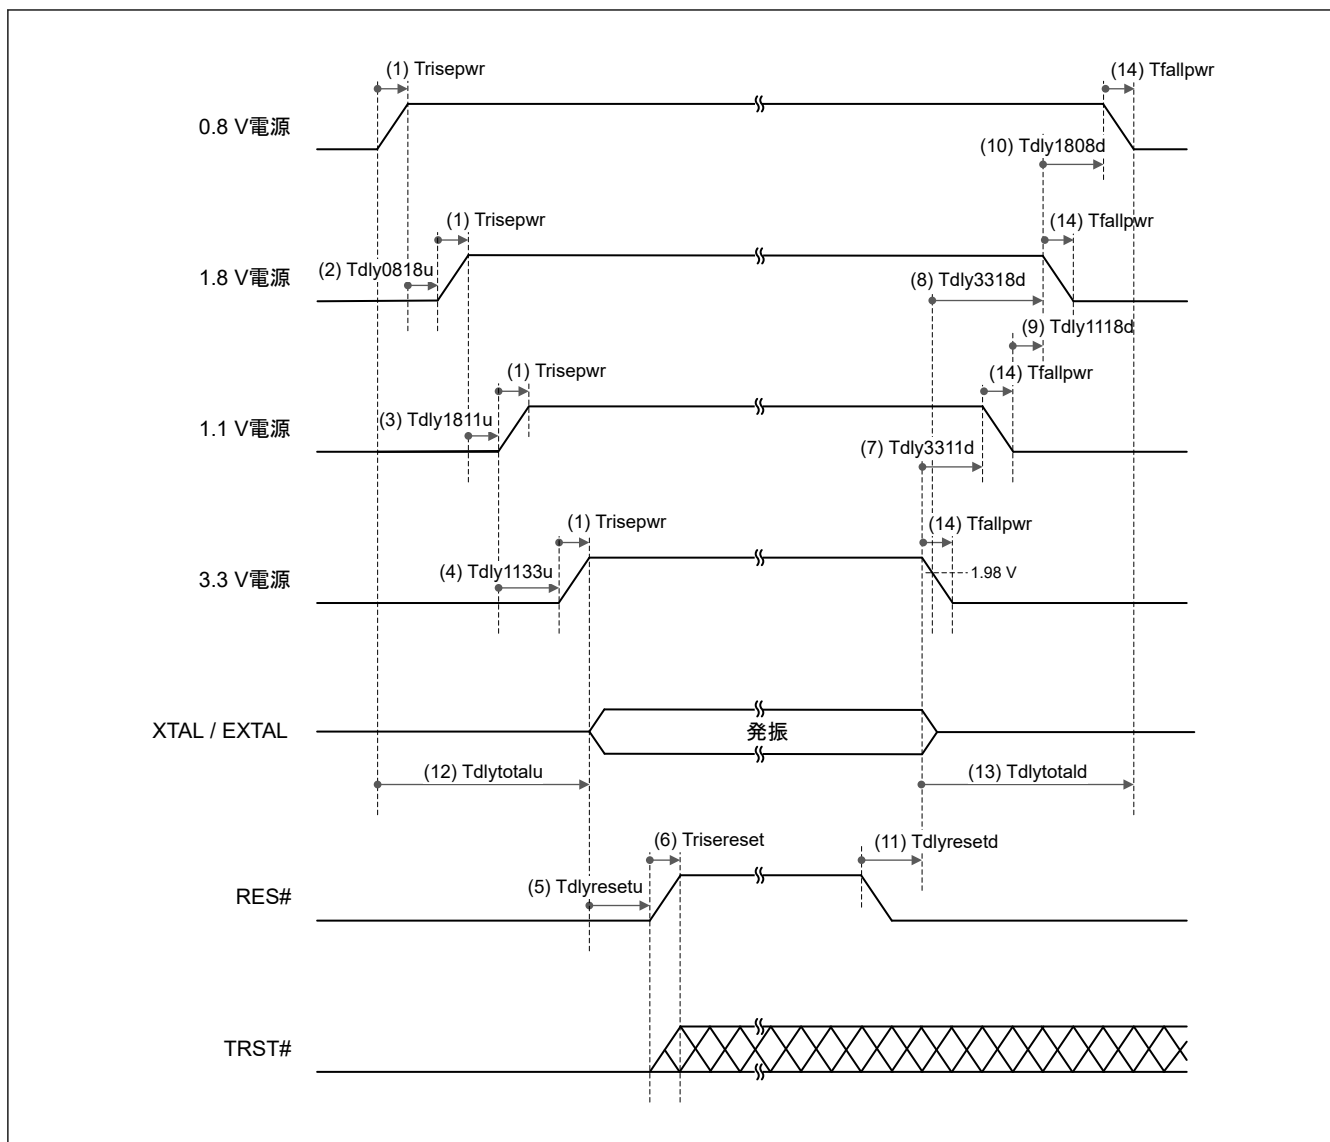 (1) Trisepwr
(14) Tfallpwr
0.8 V電源
(10) Tdly1808d
(1) Trisepwr
(14) Tfallpwr
(2) Tdly0818u
1.8 V電源
(8) Tdly3318d
(9) Tdly1118d
(1) Trisepwr
(14) Tfallpwr
(3) Tdly1811u
1.1 V電源
(7) Tdly3311d
(1) Trisepwr
(14) Tfallpwr
(4) Tdly1133u
3.3 V電源
1.98 V
XTAL / EXTAL
発振
(12) Tdlytotalu
(13) Tdlytotald
(6) Trisereset
(11) Tdlyresetd
(5) Tdlyresetu
RES#
TRST#